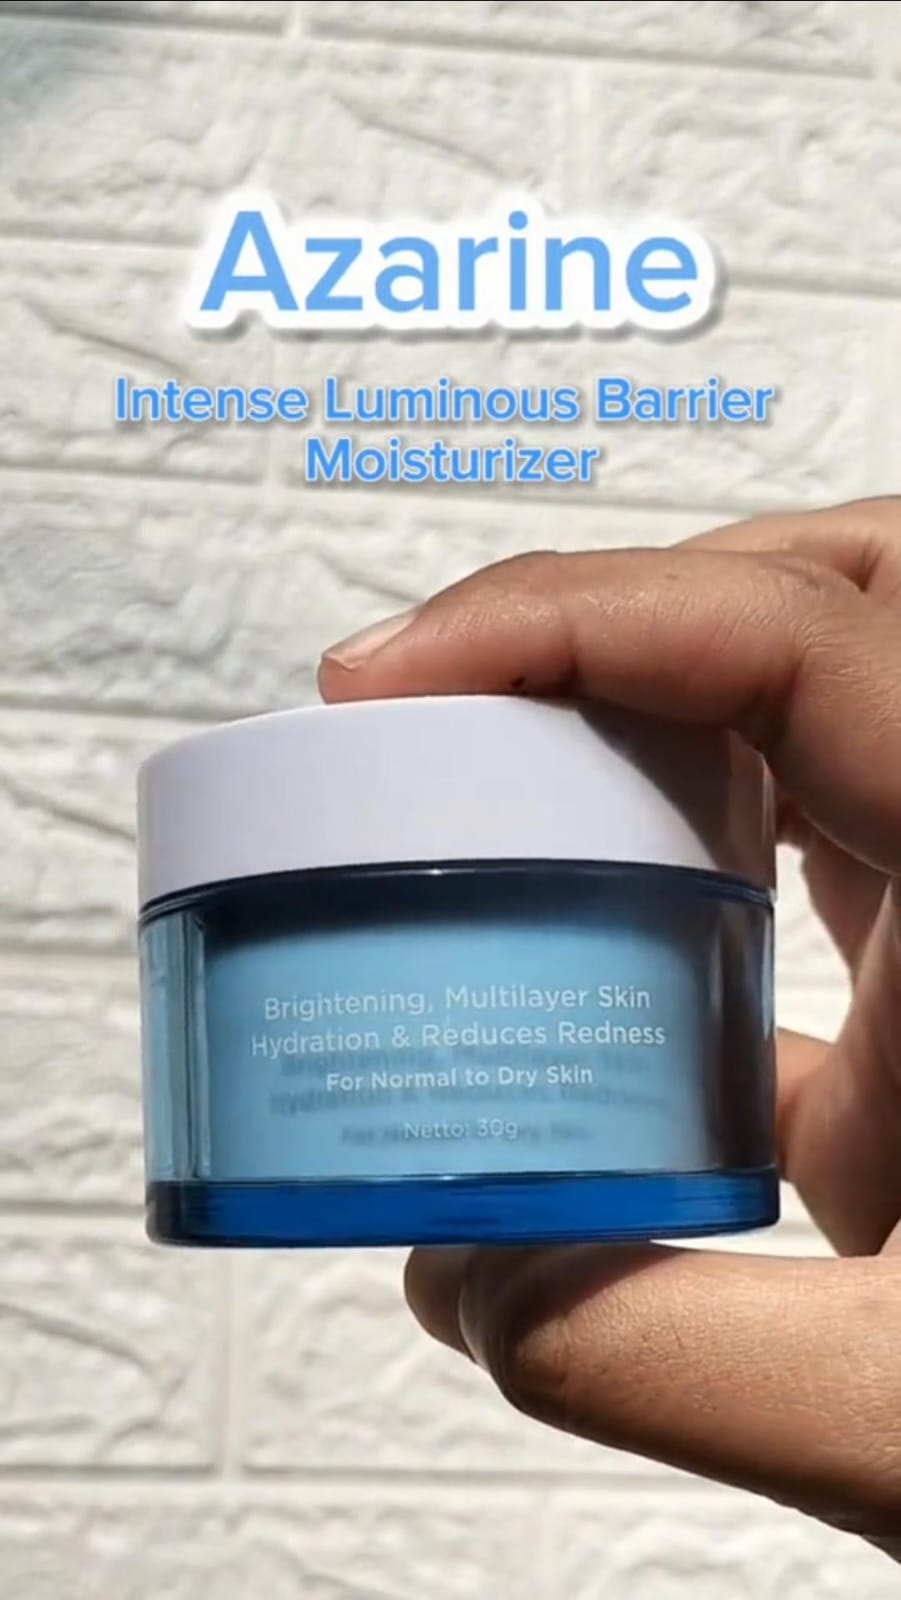 Azarine
Intense Luminous Barrier
Moisturizer
Brightening, Multilayer Skin
Hydration & Reduces Redness
For Normal to Dry Skin
Netto: 30g